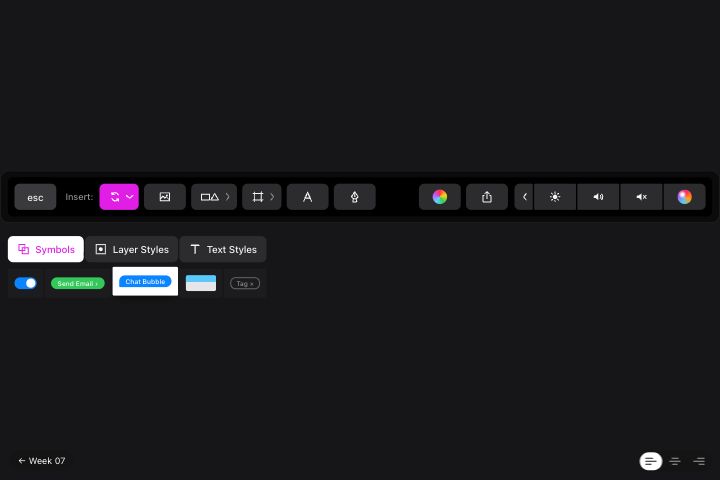 esc
Insert:
Symbols
Layer Styles
Text Styles
Send Email ›
Chat Bubble
Tag ×
← Week 07